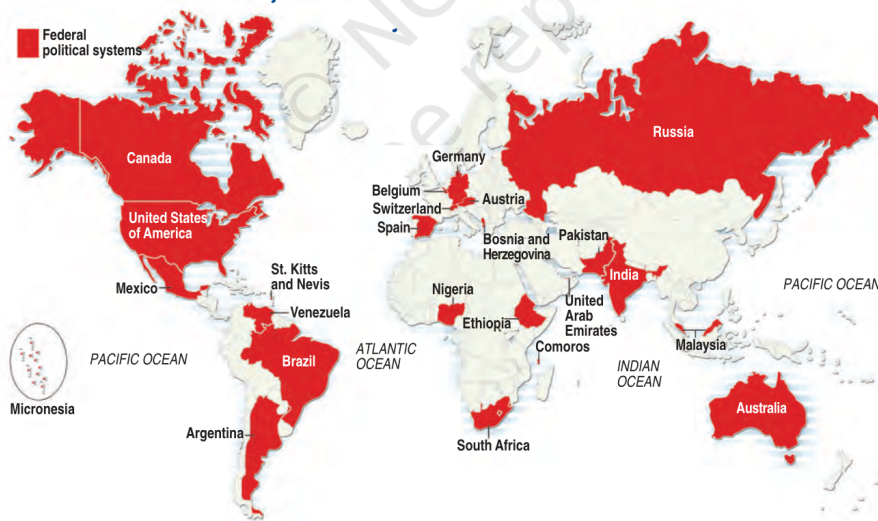 Federal
political systems
Canada
United States
of America
Mexico
St. Kitts
and Nevis
Venezuela
Brazil
Argentina
PACIFIC OCEAN
Micronesia
ATLANTIC
OCEAN
Germany
Belgium
Austria
Switzerland
Spain
Bosnia and
Herzegovina
Russia
Pakistan
India
Nigeria
Ethiopia
United
Arab
Emirates
Comoros
South Africa
INDIAN
OCEAN
Malaysia
PACIFIC OCEAN
Australia